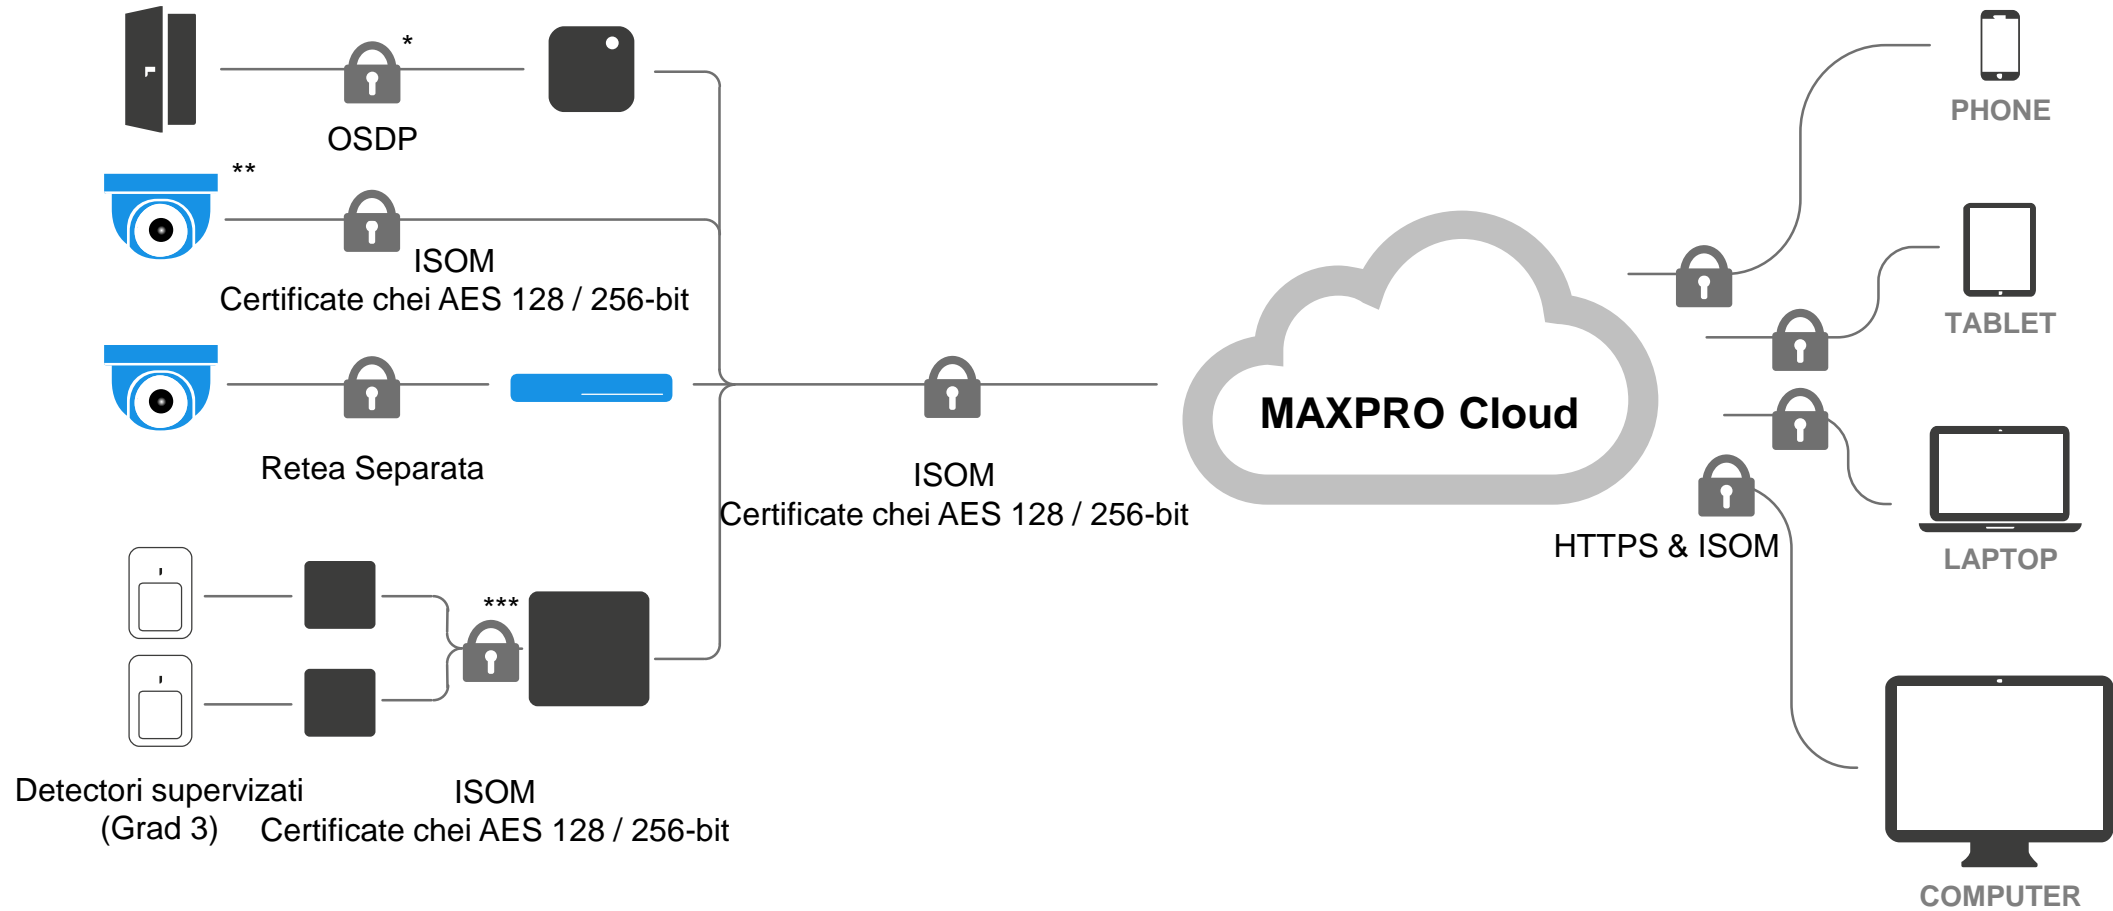 *
OSDP
**
ISOM
Certificate chei AES 128 / 256-bit
Retea Separata
***
Detectori supervizati
(Grad 3)
ISOM
Certificate chei AES 128 / 256-bit
ISOM
Certificate chei AES 128 / 256-bit
MAXPRO Cloud
HTTPS & ISOM
PHONE
TABLET
LAPTOP
COMPUTER